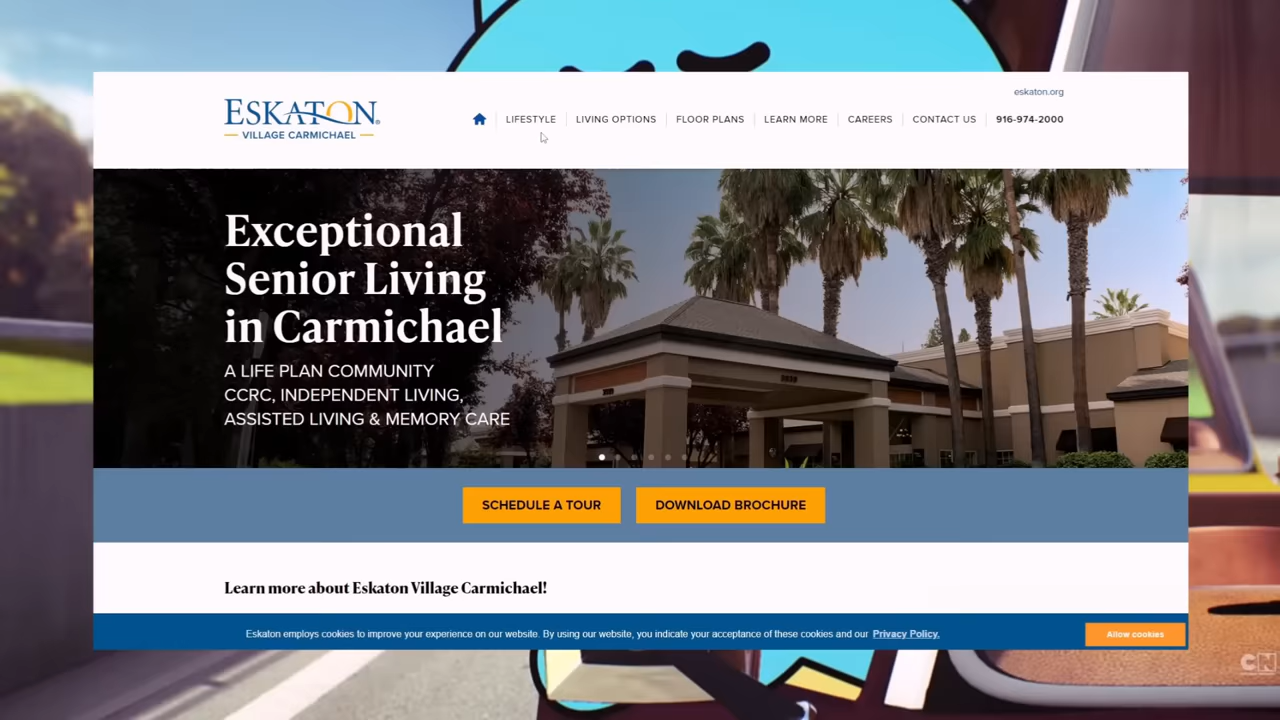 eskaton.org
ESKATON®
VILLAGE CARMICHAEL
LIFESTYLE
LIVING OPTIONS
FLOOR PLANS
LEARN MORE
CAREERS
CONTACT US
916-974-2000
Exceptional
Senior Living
in Carmichael
A LIFE PLAN COMMUNITY
CCRC, INDEPENDENT LIVING,
ASSISTED LIVING & MEMORY CARE
SCHEDULE A TOUR
DOWNLOAD BROCHURE
Learn more about Eskaton Village Carmichael!
Eskaton employs cookies to improve your experience on our website. By using our website, you indicate your acceptance of these cookies and our Privacy Policy.
Allow cookies
CN